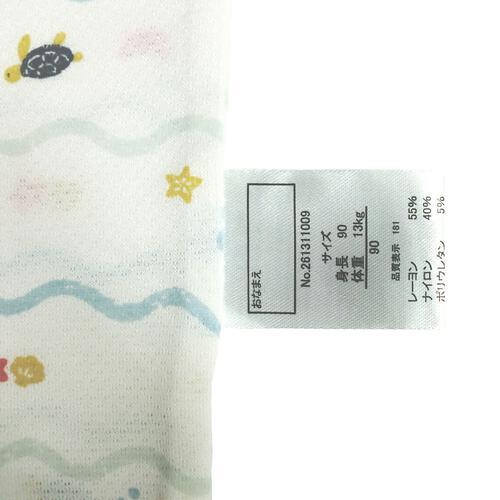 おなまえ
No.261311009
サイズ
身長 90
体重 13kg
90
品質表示 181
レーヨン 55%
ナイロン 40%
ポリウレタン 5%